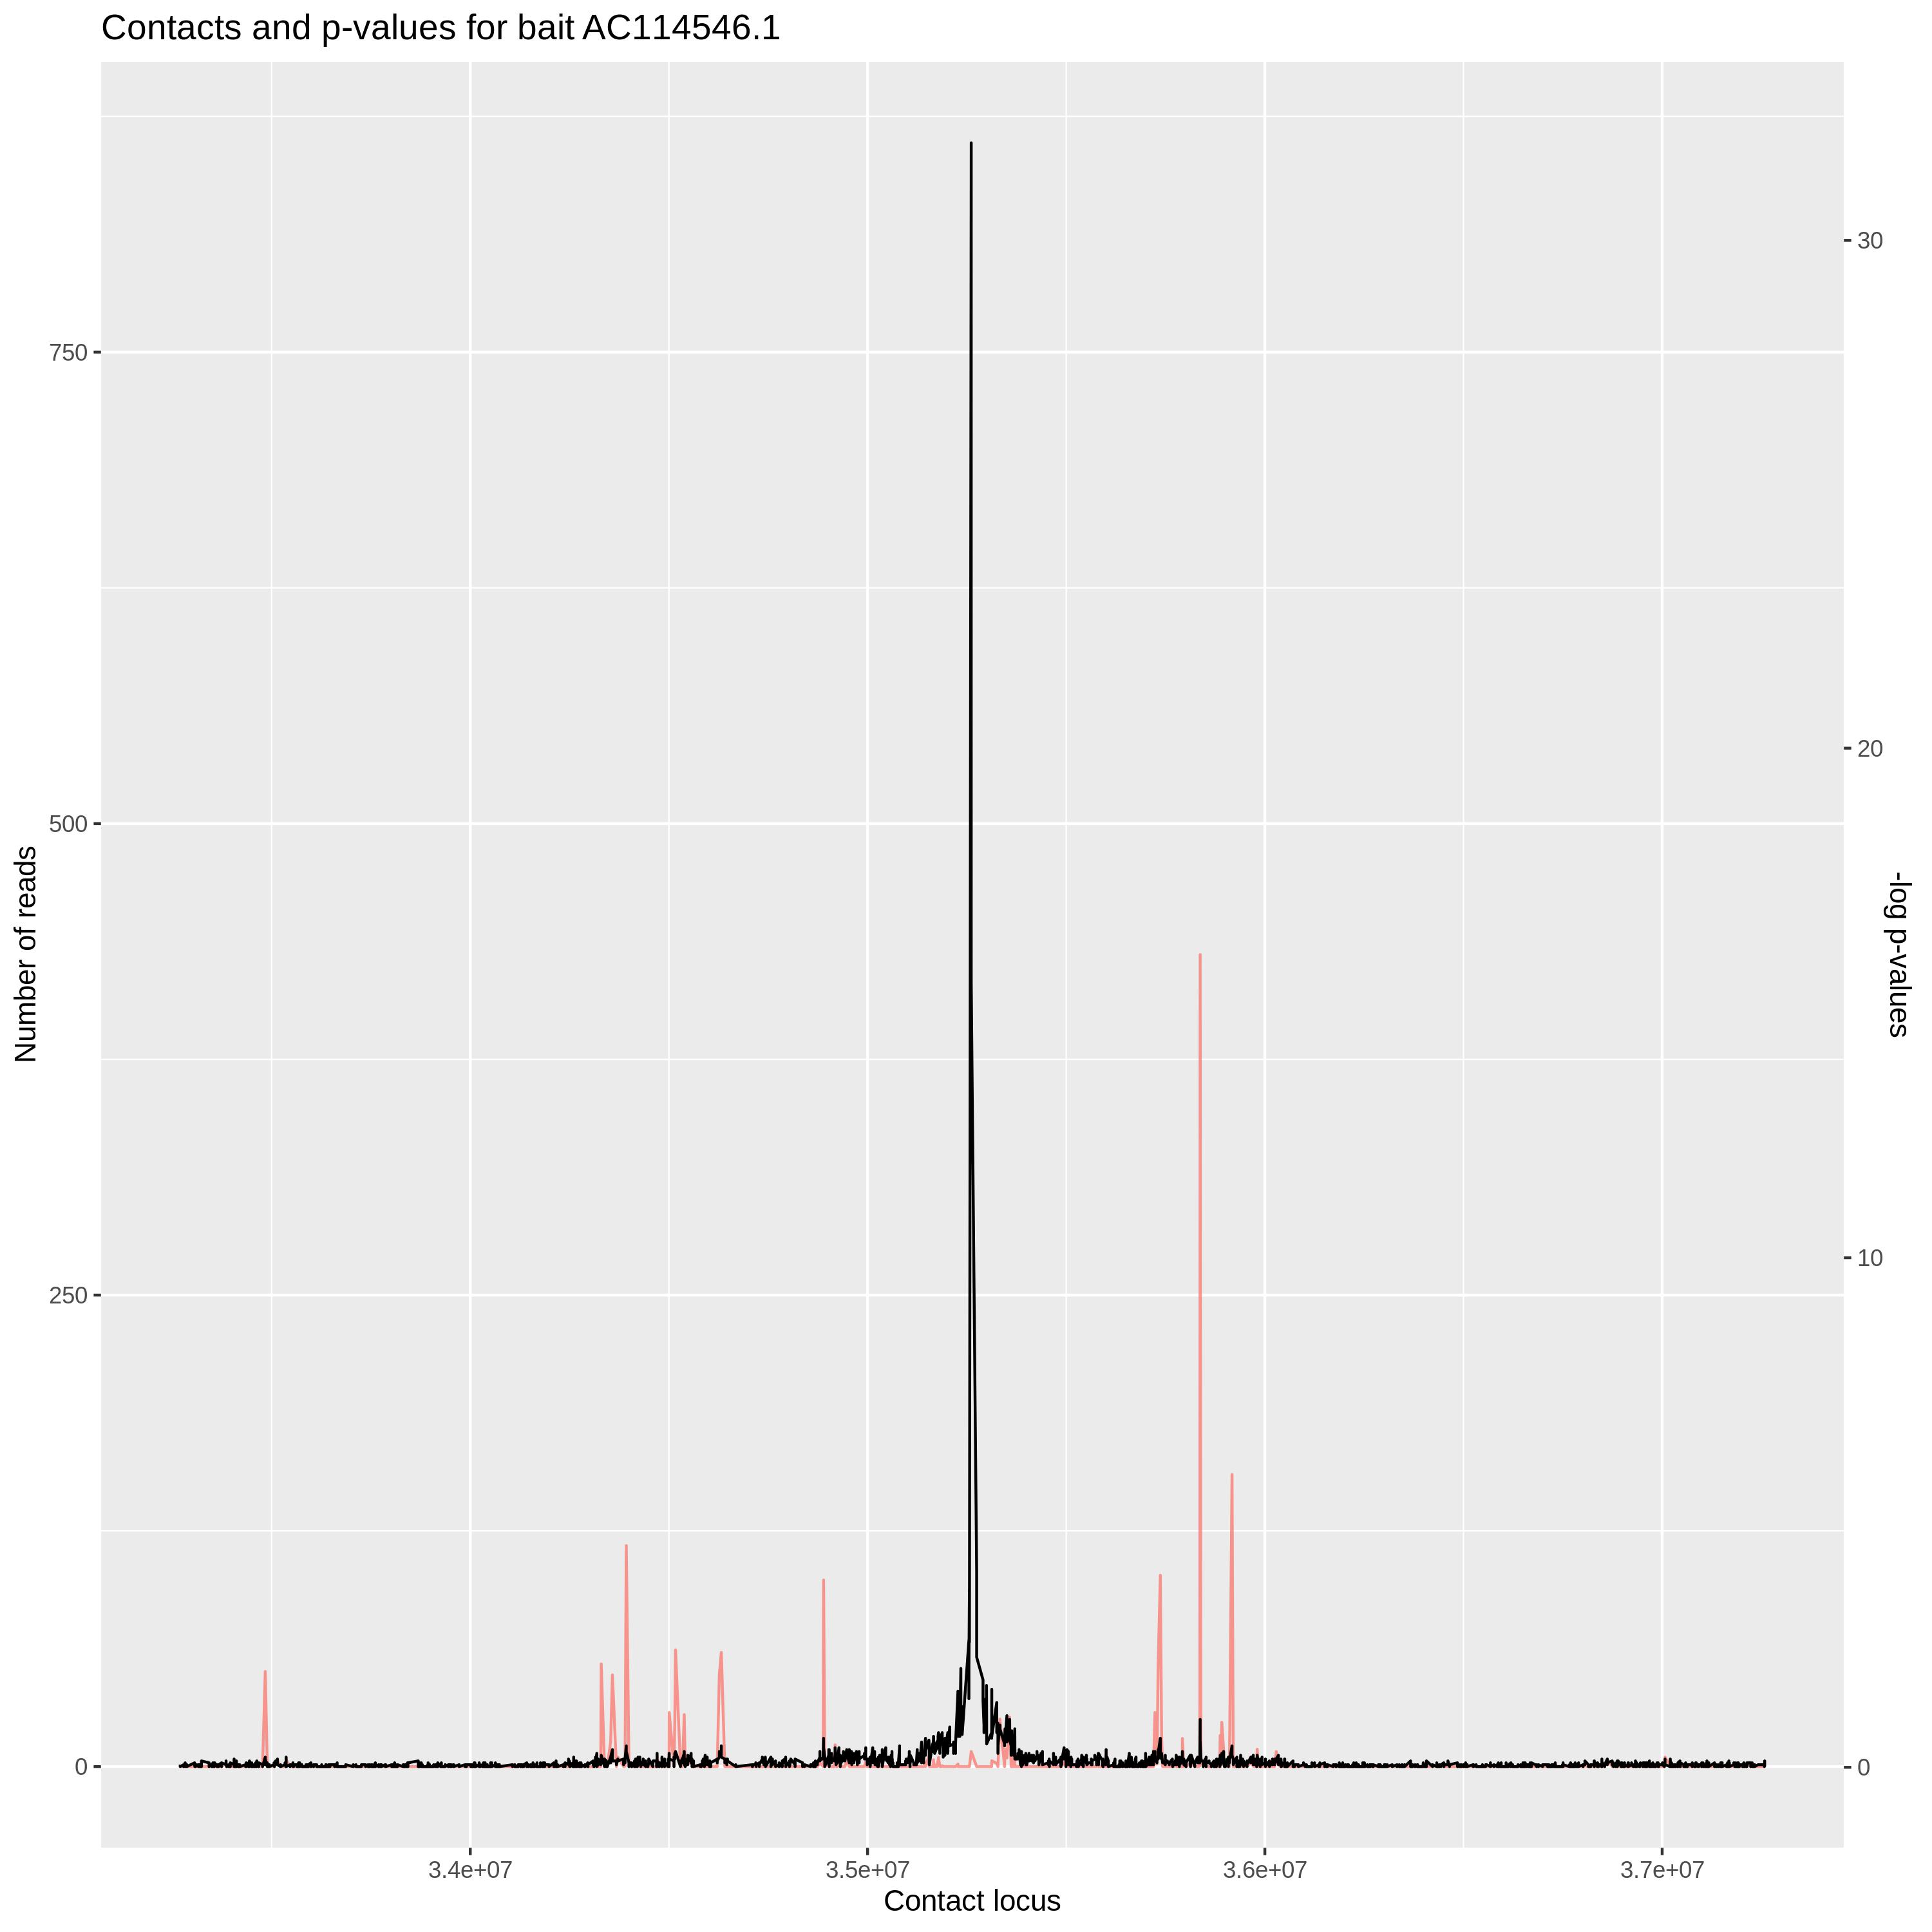 Contacts and p-values for bait AC114546.1
750
500
250
0
30
20
10
0
Number of reads
-log p-values
3.4e+07
3.5e+07
3.6e+07
3.7e+07
Contact locus